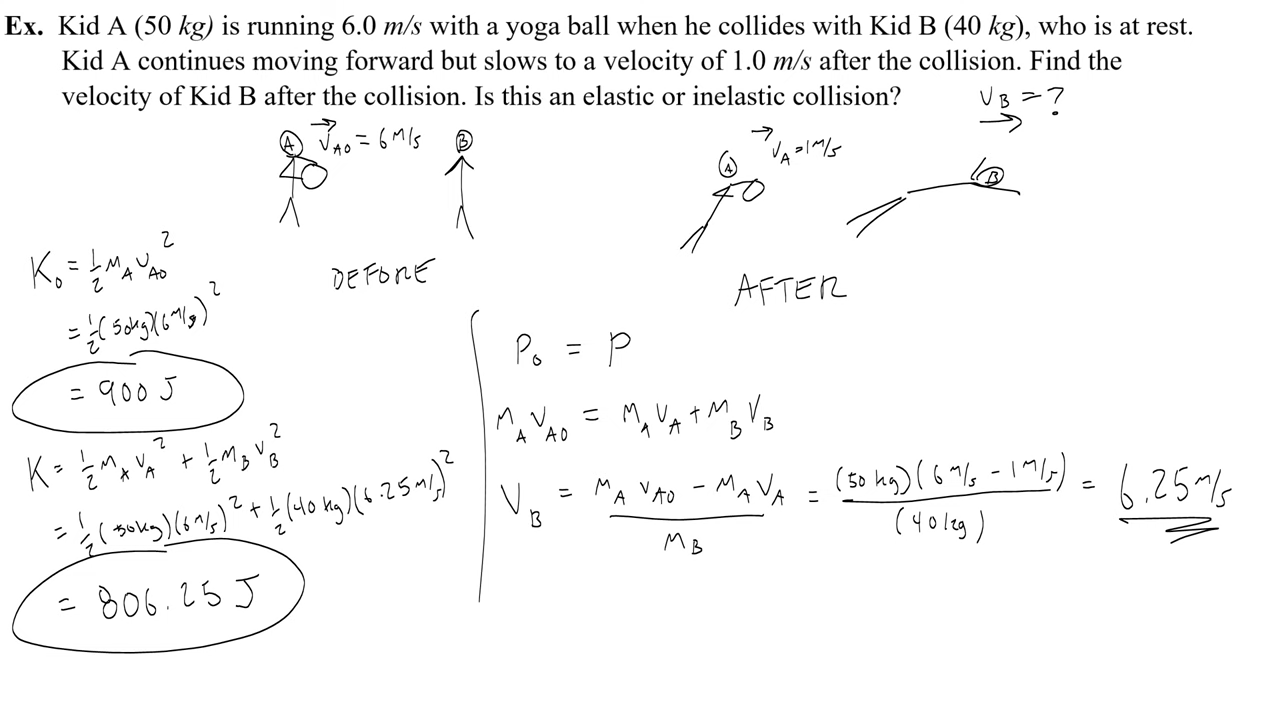 Ex. Kid A (50 kg) is running 6.0 m/s with a yoga ball when he collides with Kid B (40 kg), who is at rest.
Kid A continues moving forward but slows to a velocity of 1.0 m/s after the collision. Find the
velocity of Kid B after the collision. Is this an elastic or inelastic collision?
V_B = ?
A V_A0 = 6 M/S B
A V_A = 1 M/S B
BEFORE
AFTER
K_0 = 1/2 M_A V_A0^2
= 1/2 (50 kg)(6 M/S)^2
= 900 J
K = 1/2 M_A V_A^2 + 1/2 M_B V_B^2
= 1/2 (50 kg)(6 M/S)^2 + 1/2 (40 kg)(6.25 M/S)^2
= 806.25 J
P_0 = P
M_A V_A0 = M_A V_A + M_B V_B
V_B = (M_A V_A0 - M_A V_A) / M_B = (50 kg)(6 M/S - 1 M/S) / (40 kg) = 6.25 M/S